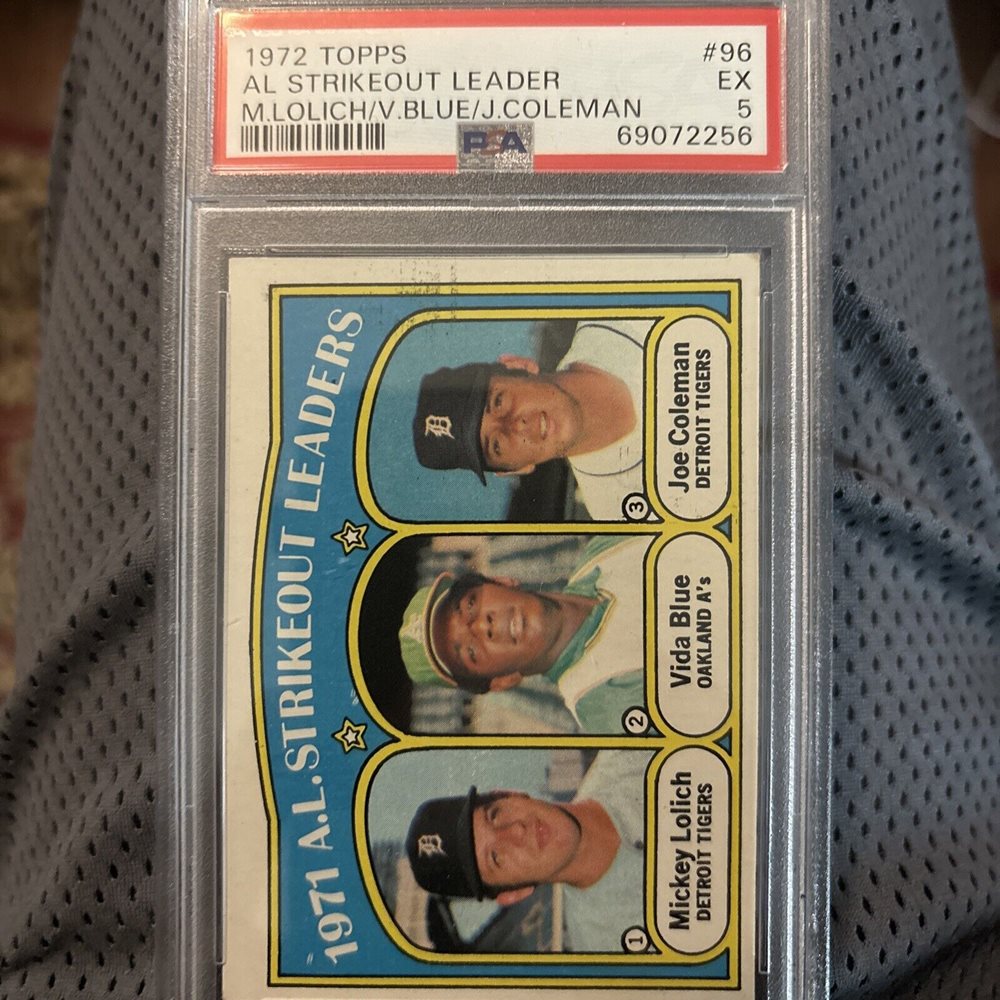 1972 TOPPS #96
AL STRIKEOUT LEADER EX
M.LOLICH/V.BLUE/J.COLEMAN 5
PSA 69072256
1971 A.L. STRIKEOUT LEADERS
D
1
Mickey Lolich
DETROIT TIGERS
2
Vida Blue
OAKLAND A's
D
3
Joe Coleman
DETROIT TIGERS